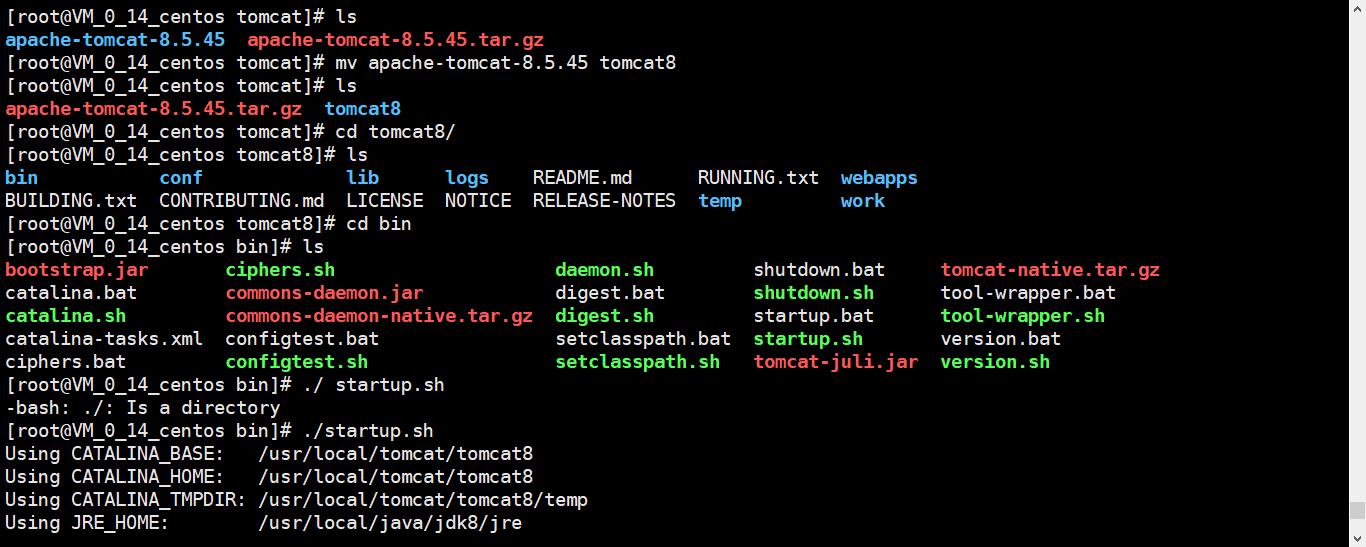 [root@VM_0_14_centos tomcat]# ls
apache-tomcat-8.5.45  apache-tomcat-8.5.45.tar.gz
[root@VM_0_14_centos tomcat]# mv apache-tomcat-8.5.45 tomcat8
[root@VM_0_14_centos tomcat]# ls
apache-tomcat-8.5.45.tar.gz  tomcat8
[root@VM_0_14_centos tomcat]# cd tomcat8/
[root@VM_0_14_centos tomcat8]# ls
bin           conf             lib      logs    README.md      RUNNING.txt  webapps
BUILDING.txt  CONTRIBUTING.md  LICENSE  NOTICE  RELEASE-NOTES  temp         work
[root@VM_0_14_centos tomcat8]# cd bin
[root@VM_0_14_centos bin]# ls
bootstrap.jar       ciphers.sh                    daemon.sh         shutdown.bat     tomcat-native.tar.gz
catalina.bat        commons-daemon.jar            digest.bat        shutdown.sh      tool-wrapper.bat
catalina.sh         commons-daemon-native.tar.gz  digest.sh         startup.bat      tool-wrapper.sh
catalina-tasks.xml  configtest.bat                setclasspath.bat  startup.sh       version.bat
ciphers.bat         configtest.sh                 setclasspath.sh   tomcat-juli.jar  version.sh
[root@VM_0_14_centos bin]# ./ startup.sh
-bash: ./: Is a directory
[root@VM_0_14_centos bin]# ./startup.sh
Using CATALINA_BASE:   /usr/local/tomcat/tomcat8
Using CATALINA_HOME:   /usr/local/tomcat/tomcat8
Using CATALINA_TMPDIR: /usr/local/tomcat/tomcat8/temp
Using JRE_HOME:        /usr/local/java/jdk8/jre